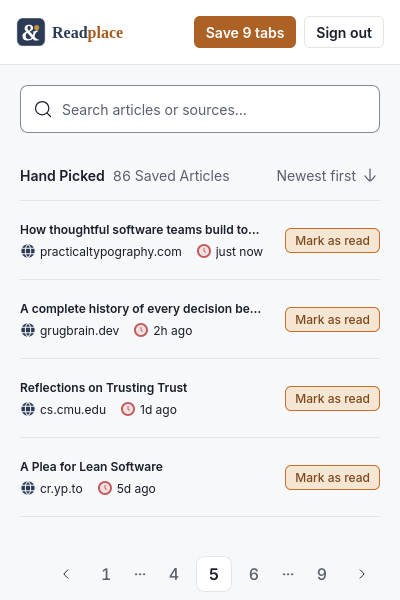 & Readplace
Save 9 tabs
Sign out
Search articles or sources...
Hand Picked 86 Saved Articles
Newest first
How thoughtful software teams build to...
practicaltypography.com just now
Mark as read
A complete history of every decision be...
grugbrain.dev 2h ago
Mark as read
Reflections on Trusting Trust
cs.cmu.edu 1d ago
Mark as read
A Plea for Lean Software
cr.yp.to 5d ago
Mark as read
1 ... 4 5 6 ... 9